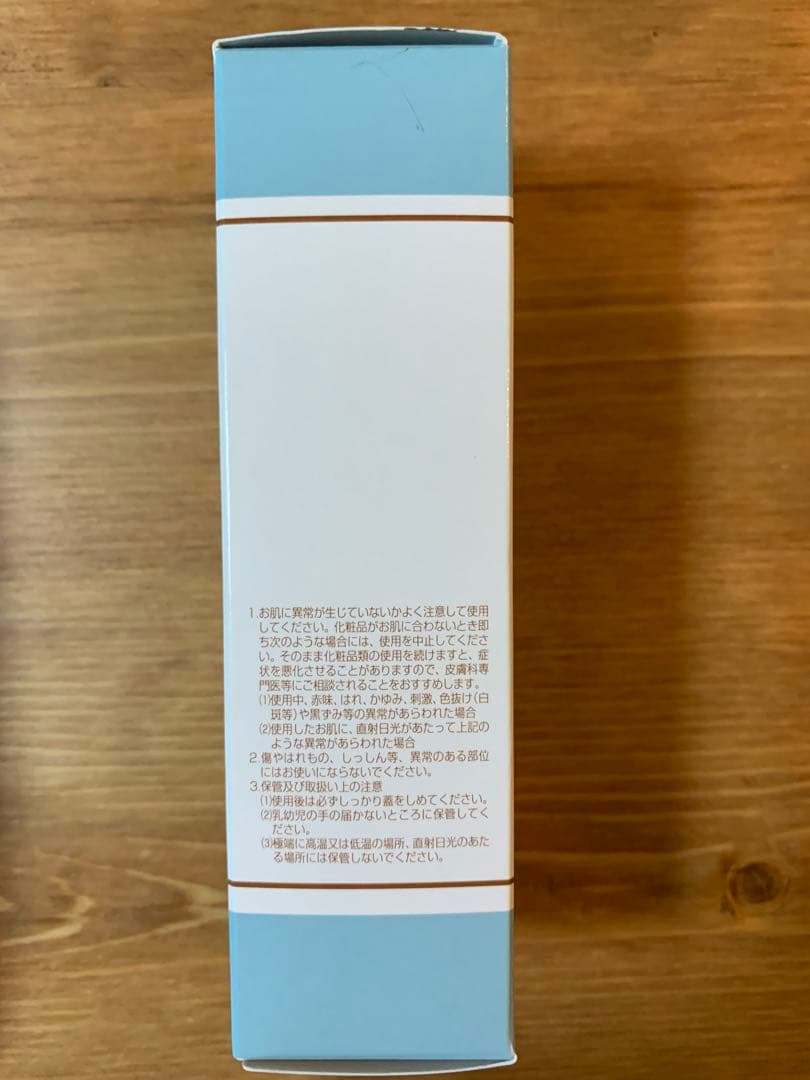 1.お肌に異常が生じていないかよく注意して使用
してください。化粧品がお肌に合わないとき即
ち次のような場合には、使用を中止してくださ
い。そのまま化粧品類の使用を続けますと、症
状を悪化させることがありますので、皮膚科専
門医等にご相談されることをおすすめします。
(1)使用中、赤味、はれ、かゆみ、刺激、色抜け(白
斑等)や黒ずみ等の異常があらわれた場合
(2)使用したお肌に、直射日光があたって上記の
ような異常があらわれた場合
2.傷やはれもの、しっしん等、異常のある部位
にはお使いにならないでください。
3.保管及び取扱い上の注意
(1)使用後は必ずしっかり蓋をしめてください。
(2)乳幼児の手の届かないところに保管してく
ださい。
(3)極端に高温又は低温の場所、直射日光のあた
る場所には保管しないでください。